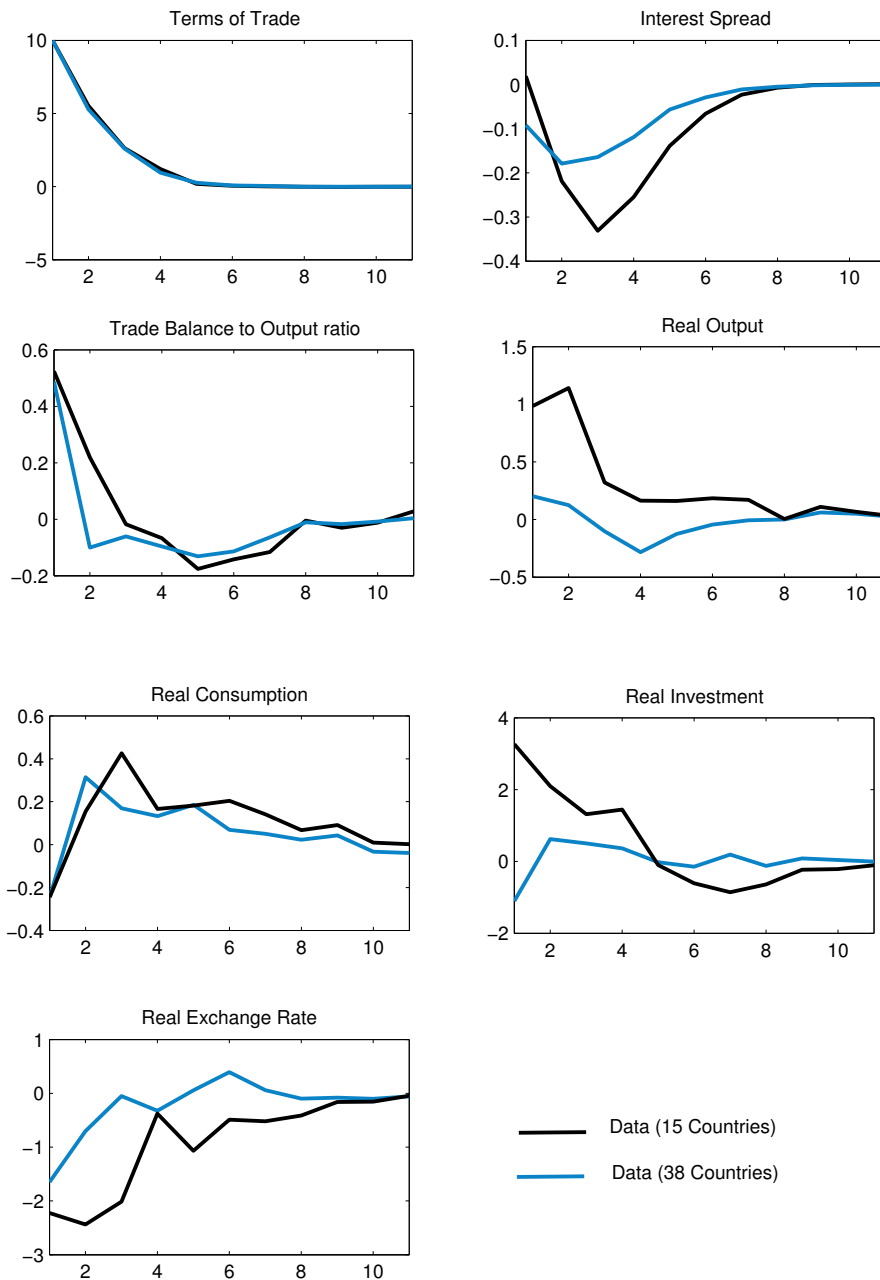 Terms of Trade
10
5
0
−5
2 4 6 8 10
Interest Spread
0.1
0
−0.1
−0.2
−0.3
−0.4
2 4 6 8 10
Trade Balance to Output ratio
0.6
0.4
0.2
0
−0.2
2 4 6 8 10
Real Output
1.5
1
0.5
0
−0.5
2 4 6 8 10
Real Consumption
0.6
0.4
0.2
0
−0.2
−0.4
2 4 6 8 10
Real Investment
4
2
0
−2
2 4 6 8 10
Real Exchange Rate
1
0
−1
−2
−3
2 4 6 8 10
Data (15 Countries)
Data (38 Countries)